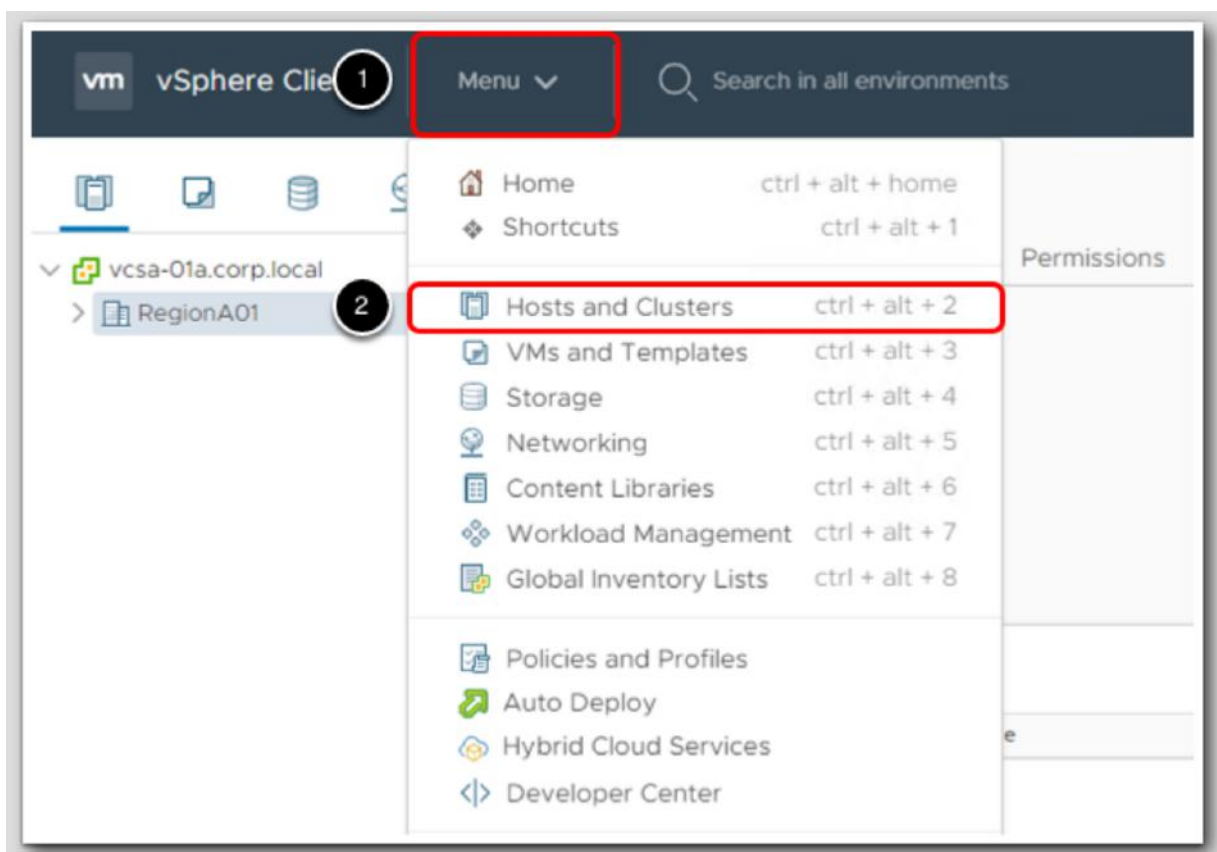 vm vSphere Clie 1 Menu Search in all environments
Home ctrl + alt + home
Shortcuts ctrl + alt + 1
vcsa-01a.corp.local Permissions
RegionA01 2 Hosts and Clusters ctrl + alt + 2
VMs and Templates ctrl + alt + 3
Storage ctrl + alt + 4
Networking ctrl + alt + 5
Content Libraries ctrl + alt + 6
Workload Management ctrl + alt + 7
Global Inventory Lists ctrl + alt + 8
Policies and Profiles
Auto Deploy
e
Hybrid Cloud Services
Developer Center